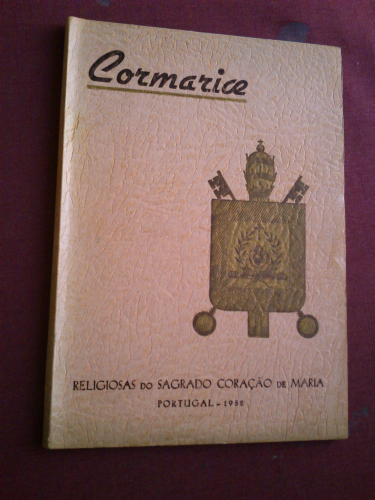 Cormariæ
RELIGIOSAS DO SAGRADO CORAÇÃO DE MARIA
PORTUGAL - 1958